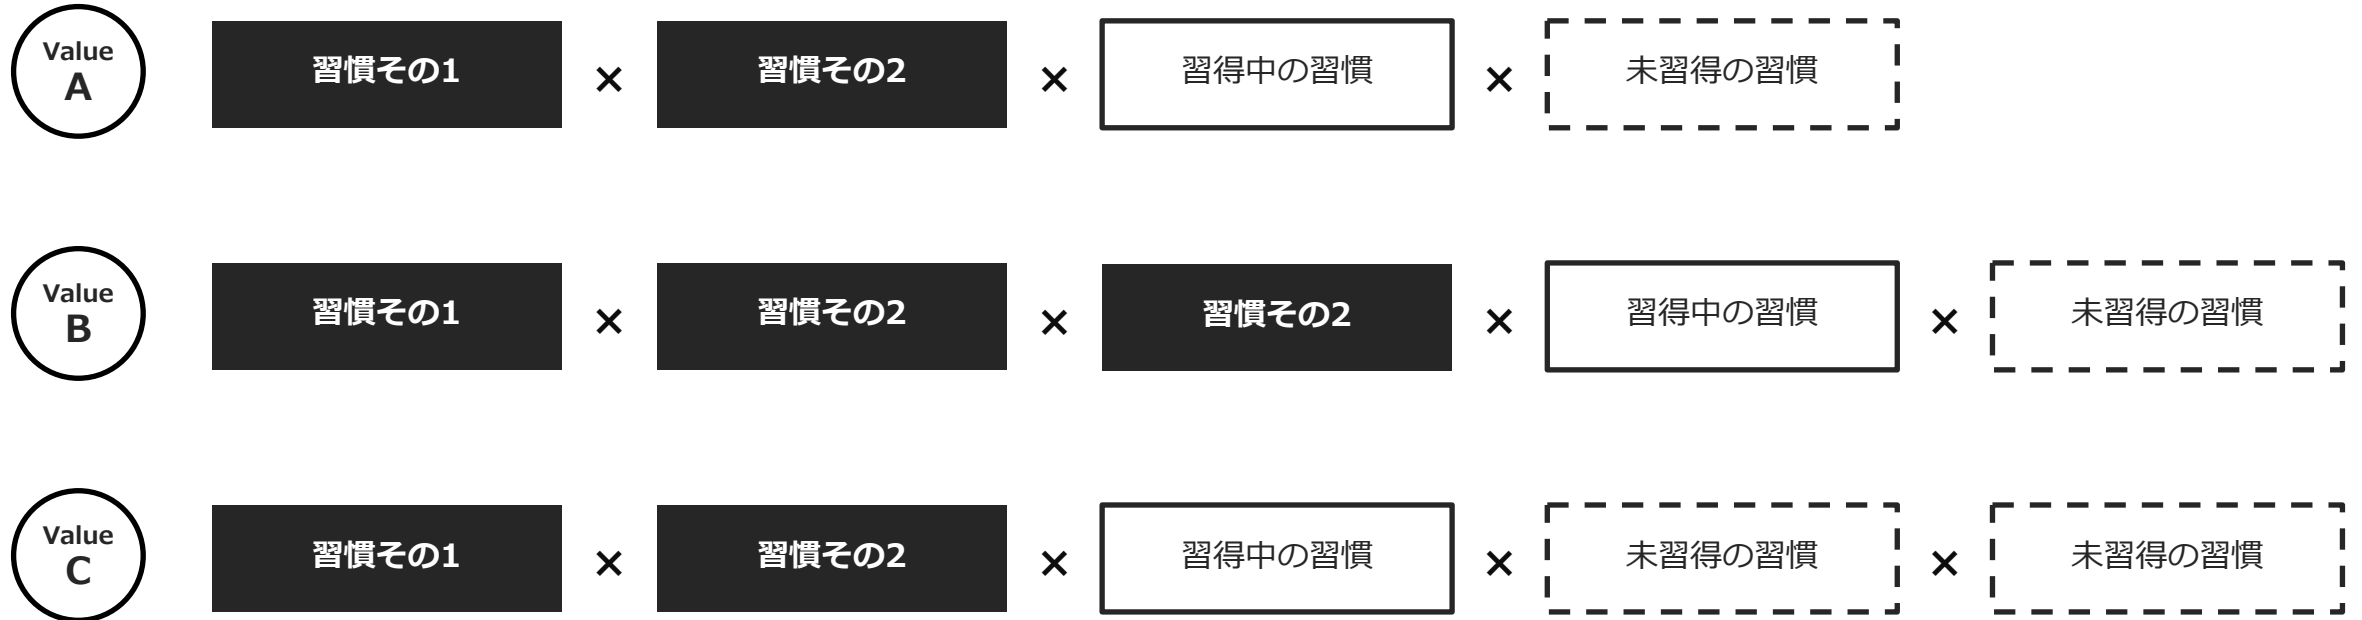 Value
A
習慣その1 × 習慣その2 × 習得中の習慣 × 未習得の習慣
Value
B
習慣その1 × 習慣その2 × 習慣その2 × 習得中の習慣 × 未習得の習慣
Value
C
習慣その1 × 習慣その2 × 習得中の習慣 × 未習得の習慣 × 未習得の習慣